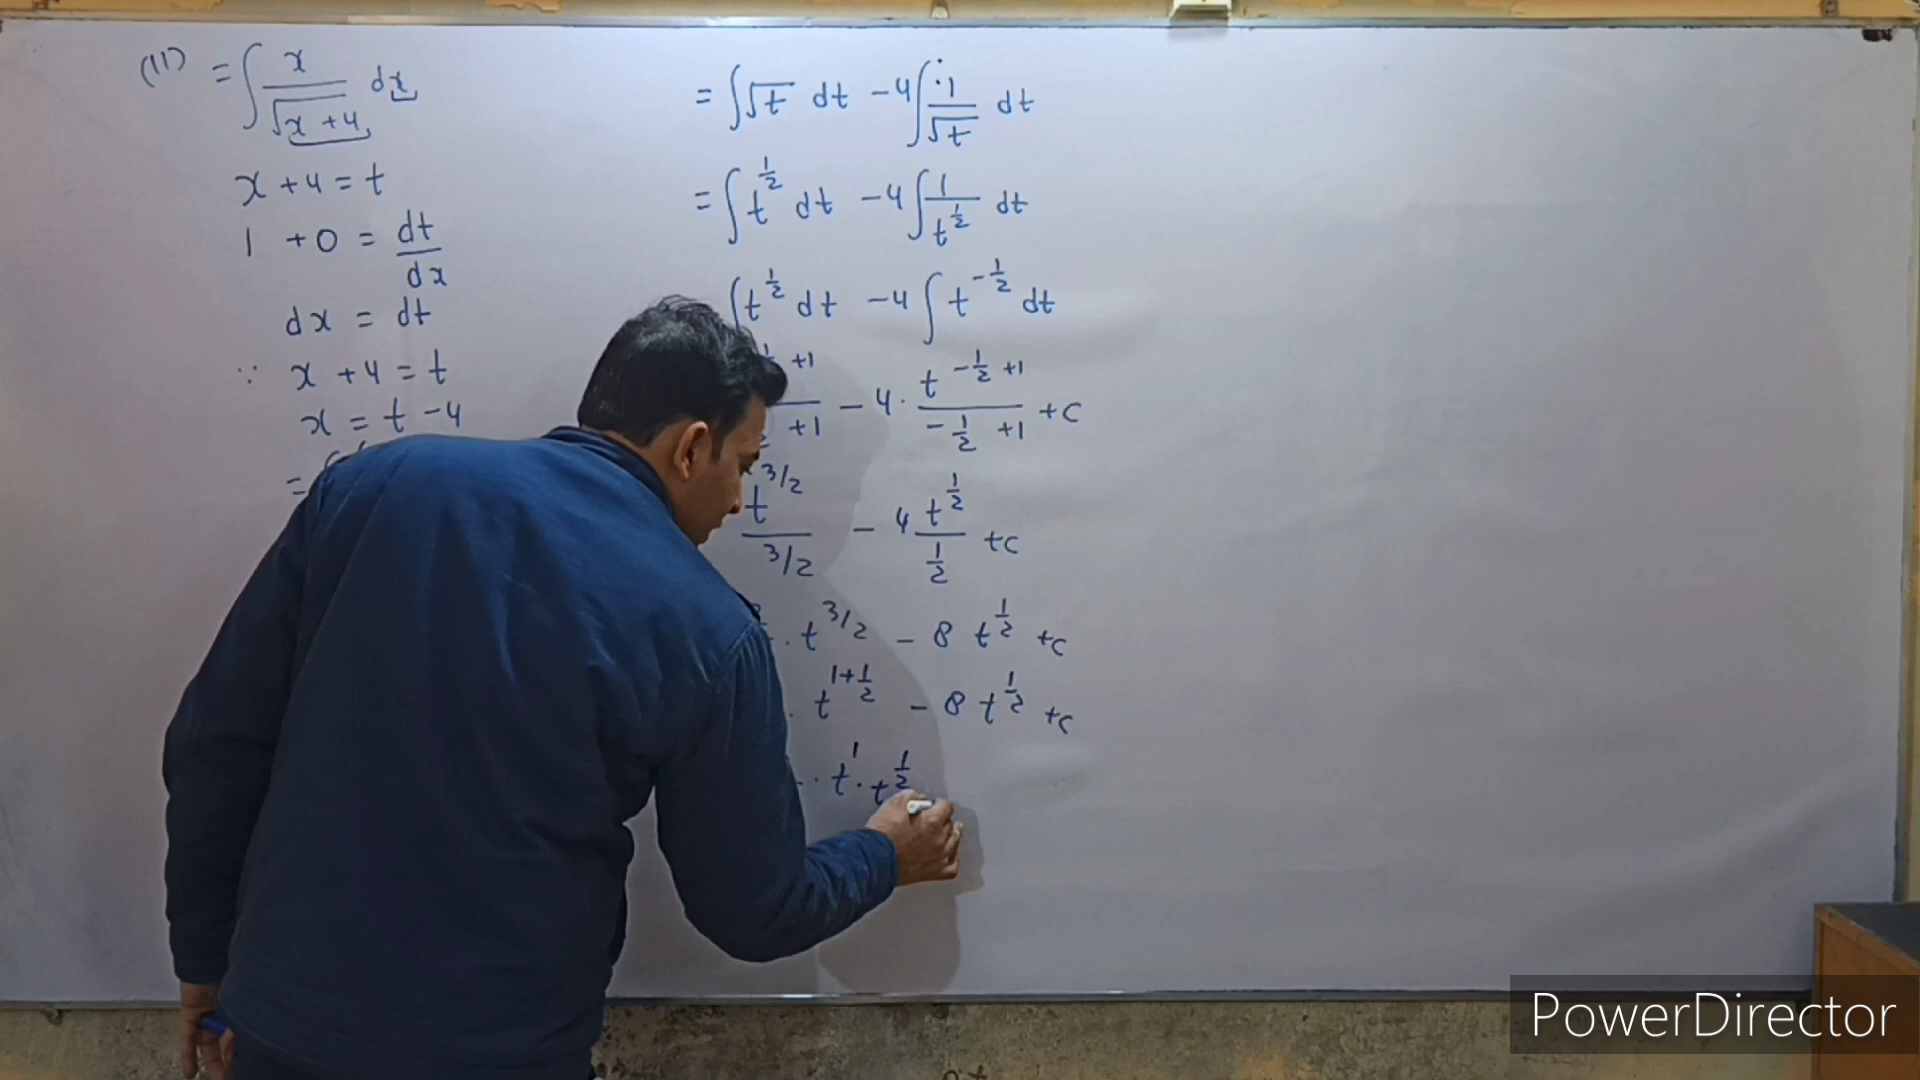 (11) = ∫ x/√(x+4) dx
x + 4 = t
1 + 0 = dt/dx
dx = dt
∵ x + 4 = t
x = t - 4
=
= ∫√t dt - 4∫ 1/√t dt
= ∫ t^(1/2) dt - 4∫ 1/t^(1/2) dt
∫ t^(1/2) dt - 4 ∫ t^(-1/2) dt
+1 / +1 - 4 · t^(-1/2 +1) / (-1/2 +1) + c
t^(3/2) / (3/2) - 4 t^(1/2) / (1/2) + c
· t^(3/2) - 8 t^(1/2) + c
· t^(1+1/2) - 8 t^(1/2) + c
· t^1 · t^(1/2)
PowerDirector